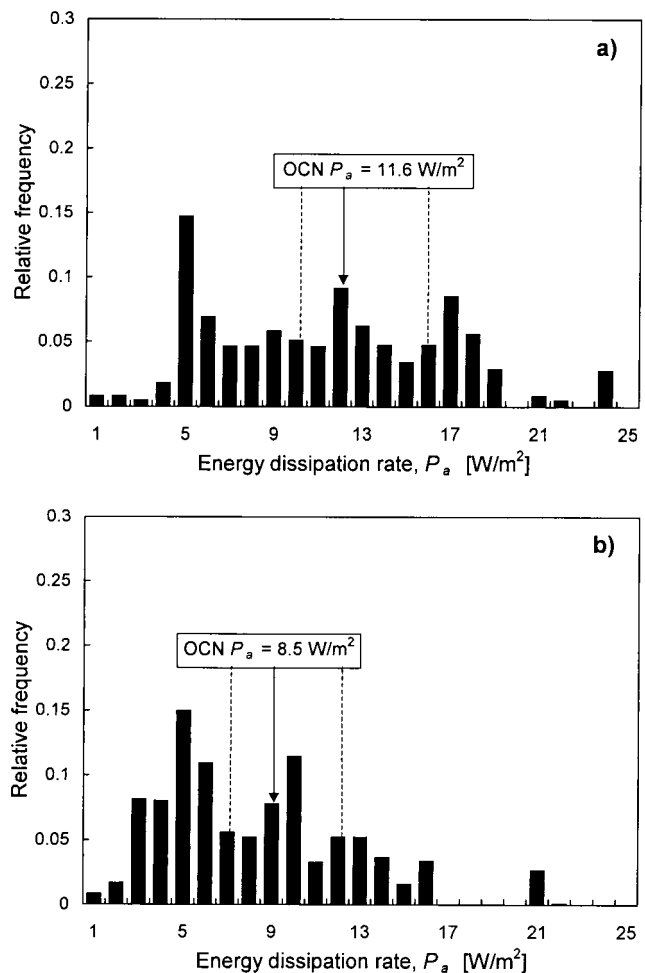 0.3
a)
0.25
0.2
OCN Pₐ = 11.6 W/m²
0.15
0.1
0.05
0
Relative frequency
1 5 9 13 17 21 25
Energy dissipation rate, Pₐ [W/m²]
0.3
b)
0.25
0.2
OCN Pₐ = 8.5 W/m²
0.15
0.1
0.05
0
Relative frequency
1 5 9 13 17 21 25
Energy dissipation rate, Pₐ [W/m²]